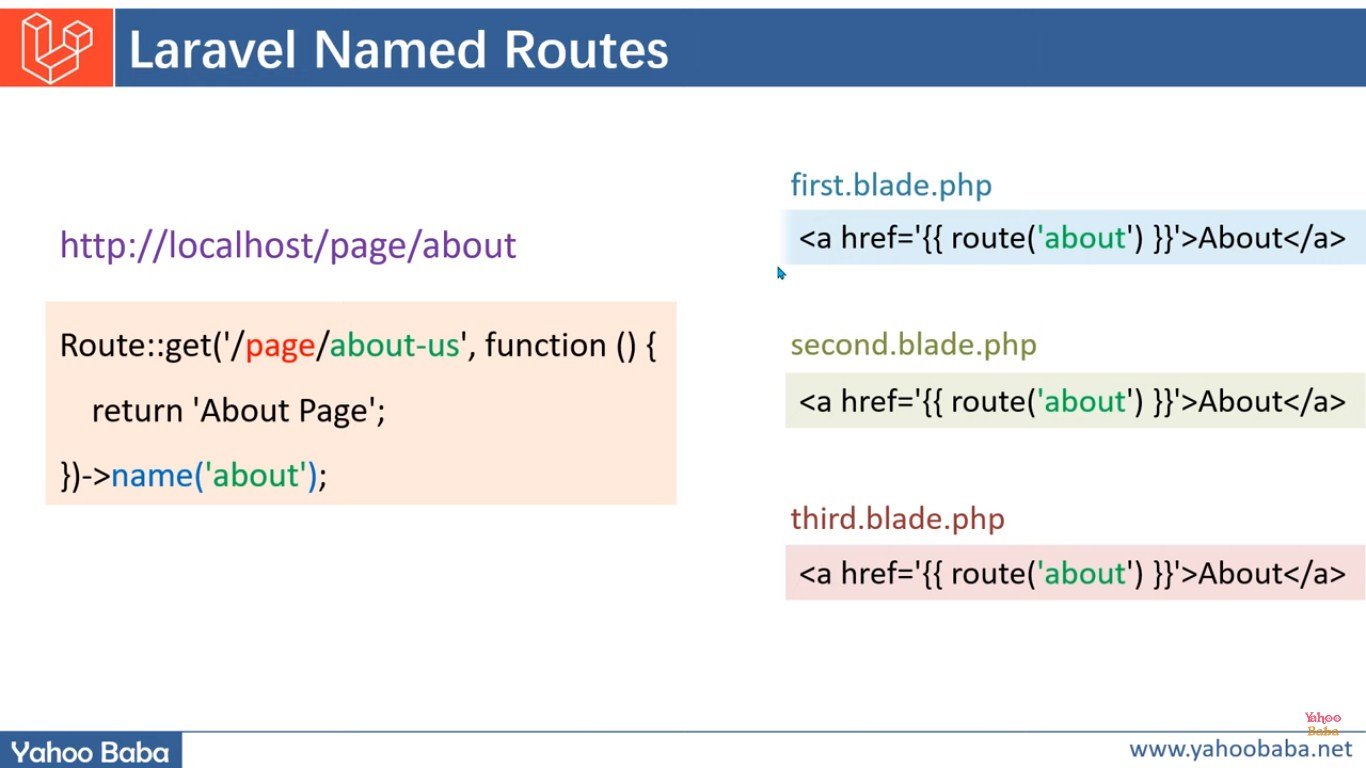 Laravel Named Routes
http://localhost/page/about
Route::get('/page/about-us', function () {
return 'About Page';
})->name('about');
first.blade.php
<a href='{{ route('about') }}'>About</a>
second.blade.php
<a href='{{ route('about') }}'>About</a>
third.blade.php
<a href='{{ route('about') }}'>About</a>
Yahoo
Baba
Yahoo Baba
www.yahoobaba.net